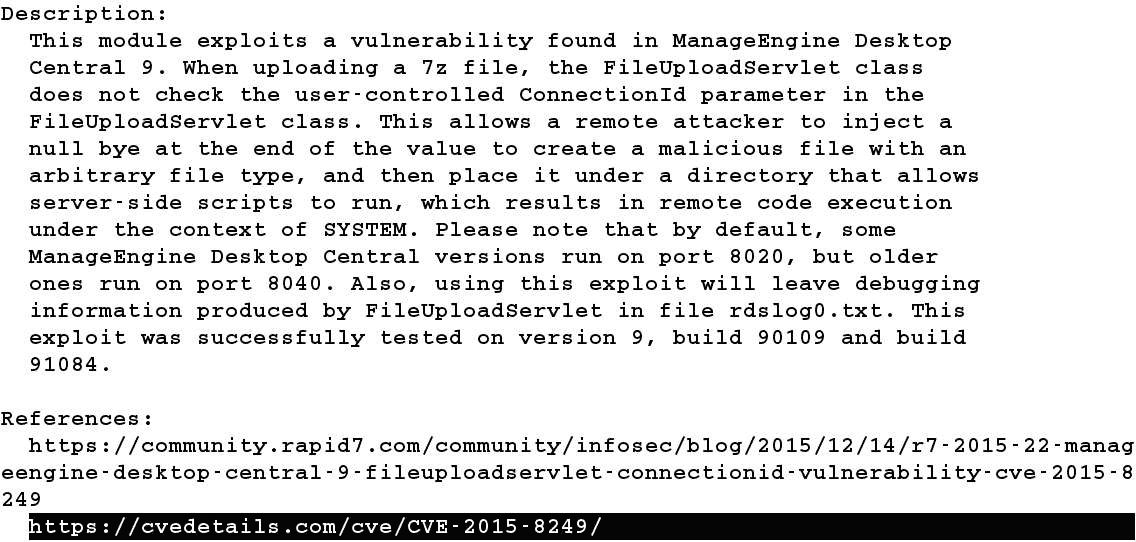 Description:
This module exploits a vulnerability found in ManageEngine Desktop
Central 9. When uploading a 7z file, the FileUploadServlet class
does not check the user-controlled ConnectionId parameter in the
FileUploadServlet class. This allows a remote attacker to inject a
null bye at the end of the value to create a malicious file with an
arbitrary file type, and then place it under a directory that allows
server-side scripts to run, which results in remote code execution
under the context of SYSTEM. Please note that by default, some
ManageEngine Desktop Central versions run on port 8020, but older
ones run on port 8040. Also, using this exploit will leave debugging
information produced by FileUploadServlet in file rdslog0.txt. This
exploit was successfully tested on version 9, build 90109 and build
91084.
References:
https://community.rapid7.com/community/infosec/blog/2015/12/14/r7-2015-22-manag
eengine-desktop-central-9-fileuploadservlet-connectionid-vulnerability-cve-2015-8
249
https://cvedetails.com/cve/CVE-2015-8249/